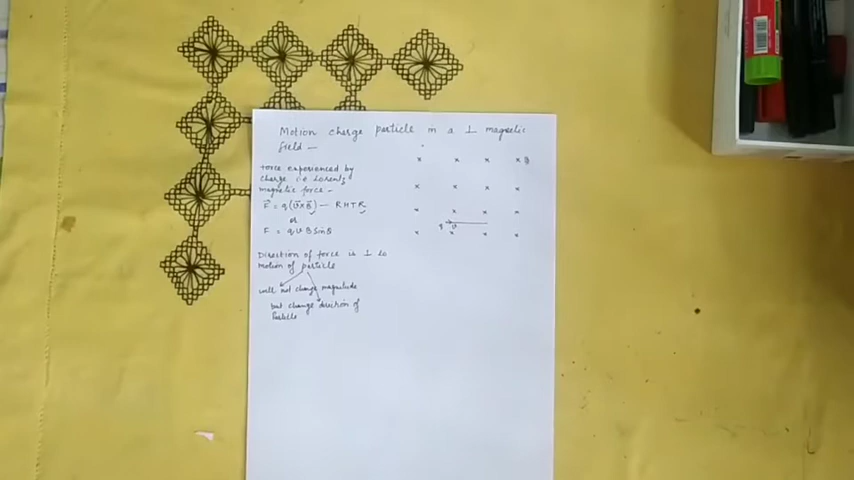 Motion charge particle in a ⊥ magnetic
field —
Force experienced by
charge i.e Lorentz
magnetic force -
F⃗ = q(v⃗×B⃗) — RHTR
or
F = qvBsinθ
Direction of force is ⊥ to
motion of particle
will not change magnitude
but change direction of
Particle
x x x x B
x x x x
x x x x
q v
x x x x